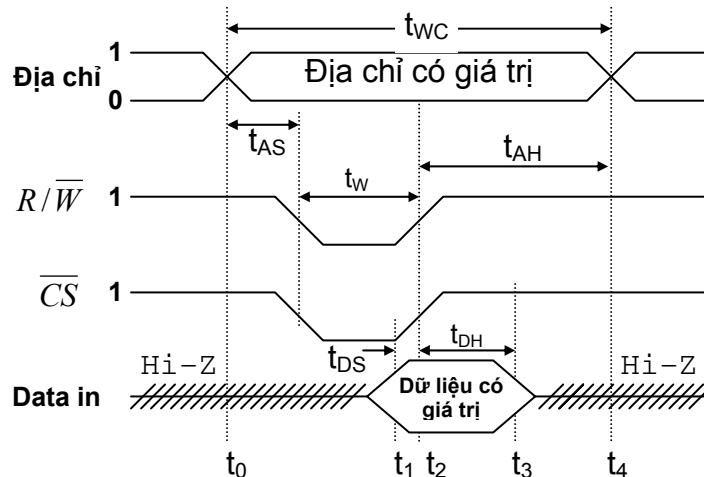 t_WC
Địa chỉ 1 0 Địa chỉ có giá trị
t_AS t_AH
t_W
R/W̅ 1
C̅S̅ 1
t_DS t_DH
Hi-Z Hi-Z
Data in Dữ liệu có giá trị
t_0 t_1 t_2 t_3 t_4